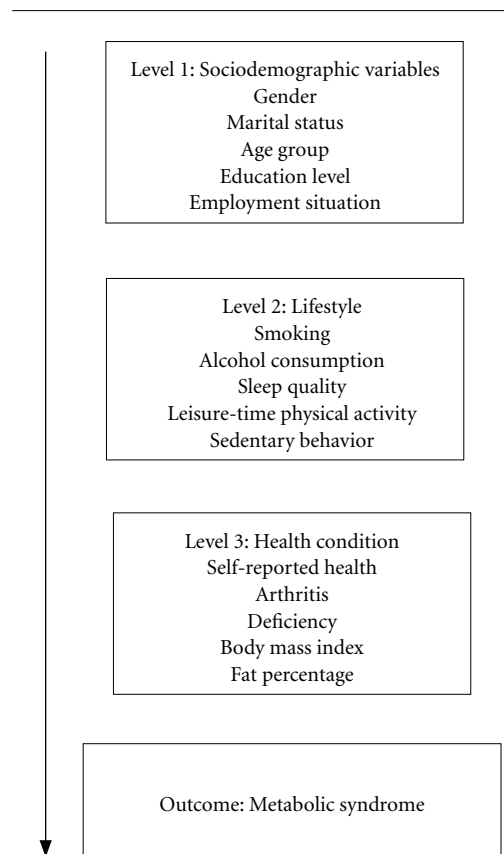 Level 1: Sociodemographic variables
Gender
Marital status
Age group
Education level
Employment situation
Level 2: Lifestyle
Smoking
Alcohol consumption
Sleep quality
Leisure-time physical activity
Sedentary behavior
Level 3: Health condition
Self-reported health
Arthritis
Deficiency
Body mass index
Fat percentage
Outcome: Metabolic syndrome